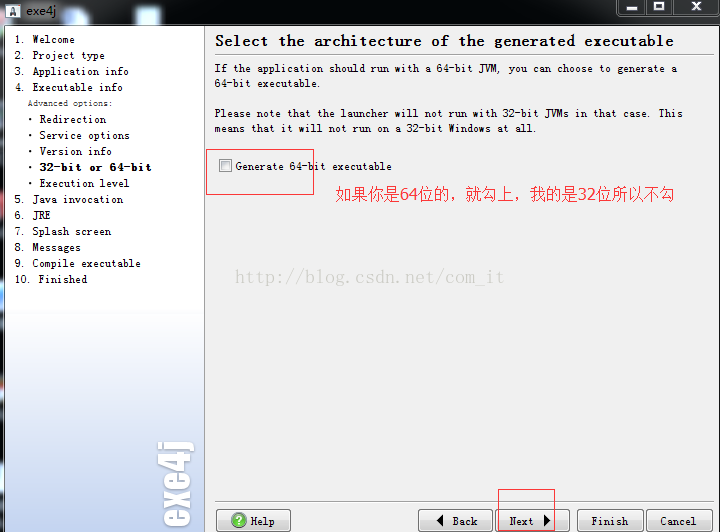 exe4j
1. Welcome
2. Project type
3. Application info
4. Executable info
Advanced options:
· Redirection
· Service options
· Version info
· 32-bit or 64-bit
· Execution level
5. Java invocation
6. JRE
7. Splash screen
8. Messages
9. Compile executable
10. Finished
exe4j
Select the architecture of the generated executable
If the application should run with a 64-bit JVM, you can choose to generate a
64-bit executable.
Please note that the launcher will not run with 32-bit JVMs in that case. This
means that it will not run on a 32-bit Windows at all.
Generate 64-bit executable
如果你是64位的，就勾上，我的是32位所以不勾
http://blog.csdn.net/com_it
Help
Back
Next
Finish
Cancel